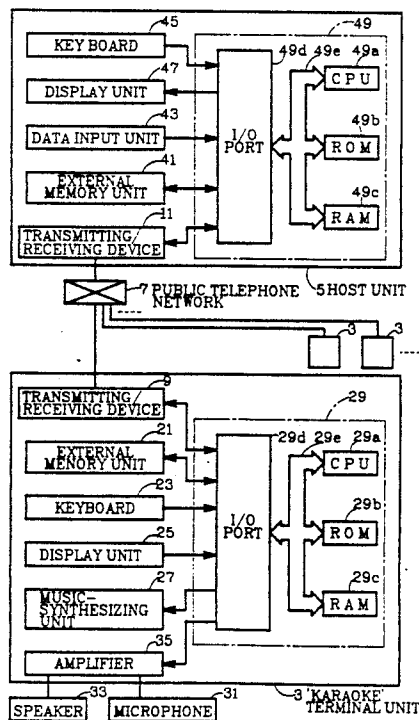 45
49
KEY BOARD
49d 49e 49a
CPU
47
DISPLAY UNIT
43
DATA INPUT UNIT
I/O
PORT
49b
ROM
41
EXTERNAL
MEMORY UNIT
49c
RAM
11
TRANSMITTING
RECEIVING DEVICE
5 HOST UNIT
7 PUBLIC TELEPHONE
NETWORK
3 3
9
TRANSMITTING
RECEIVING DEVICE
29
21
EXTERNAL
MEMORY UNIT
29d 29e 29a
CPU
23
KEYBOARD
25
DISPLAY UNIT
I/O
PORT
29b
ROM
27
MUSIC-
SYNTHESIZING
UNIT
29c
RAM
35
AMPLIFIER
3 'KARAOKE'
TERMINAL UNIT
33 31
SPEAKER MICROPHONE